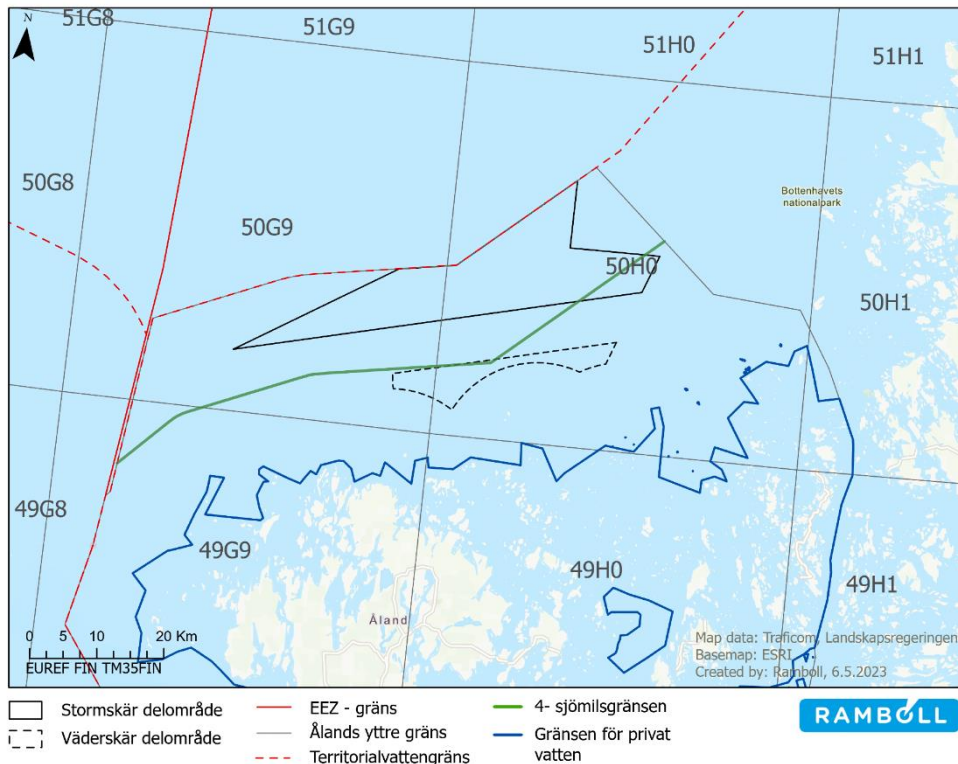 51G8
51G9
51H0
51H1
N
50G8
50G9
Bottenhavets
nationalpark
50H0
50H1
49G8
49G9
49H0
49H1
Åland
0 5 10 20 Km
EUREF FIN TM35FIN
Map data: Traficom, Landskapsregeringen
Basemap: ESRI
Created by: Ramboll, 6.5.2023
Stormskär delområde
Väderskär delområde
EEZ - gräns
Ålands yttre gräns
Territorialvattengräns
4- sjömilsgränsen
Gränsen för privat
vatten
RAMBOLL